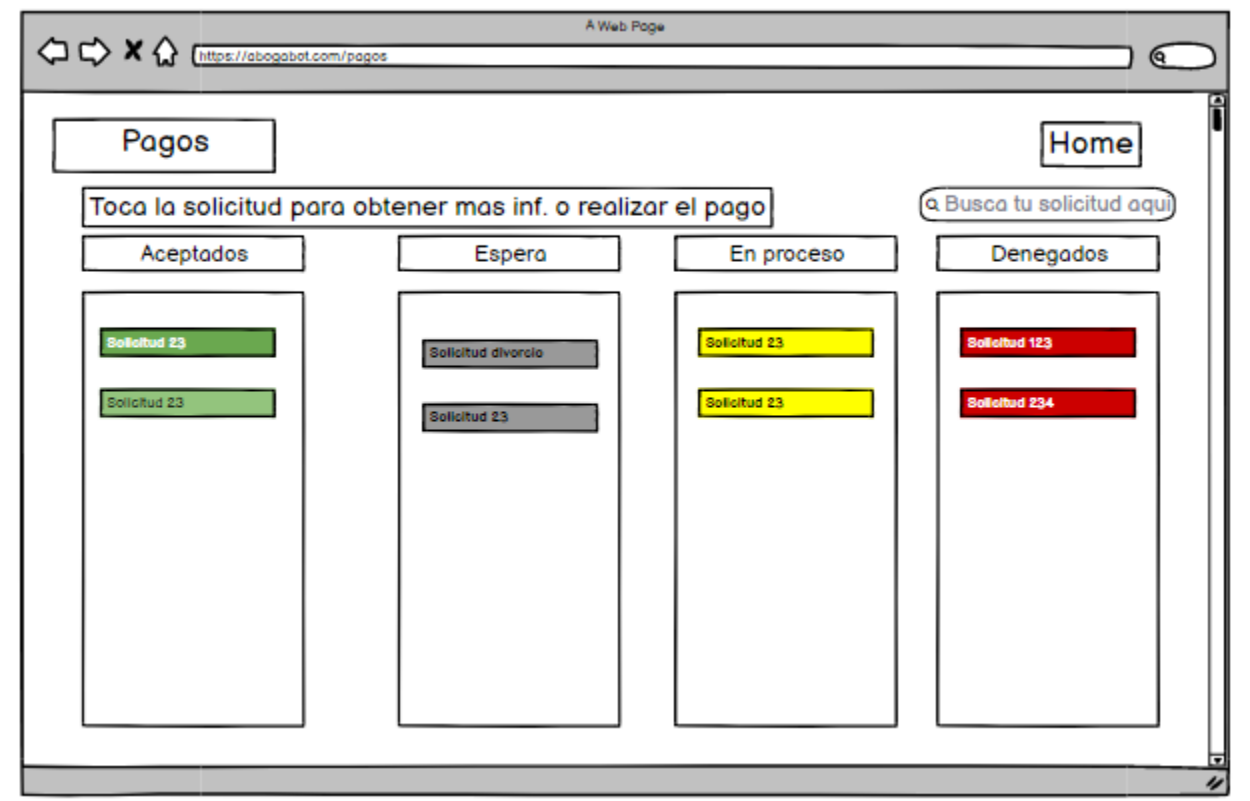 A Web Page
https://abogabot.com/pagos
Pagos
Home
Toca la solicitud para obtener mas inf. o realizar el pago
Busca tu solicitud aqui
Aceptados
Espera
En proceso
Denegados
Solicitud 23
Solicitud divorcio
Solicitud 23
Solicitud 123
Solicitud 23
Solicitud 23
Solicitud 23
Solicitud 234